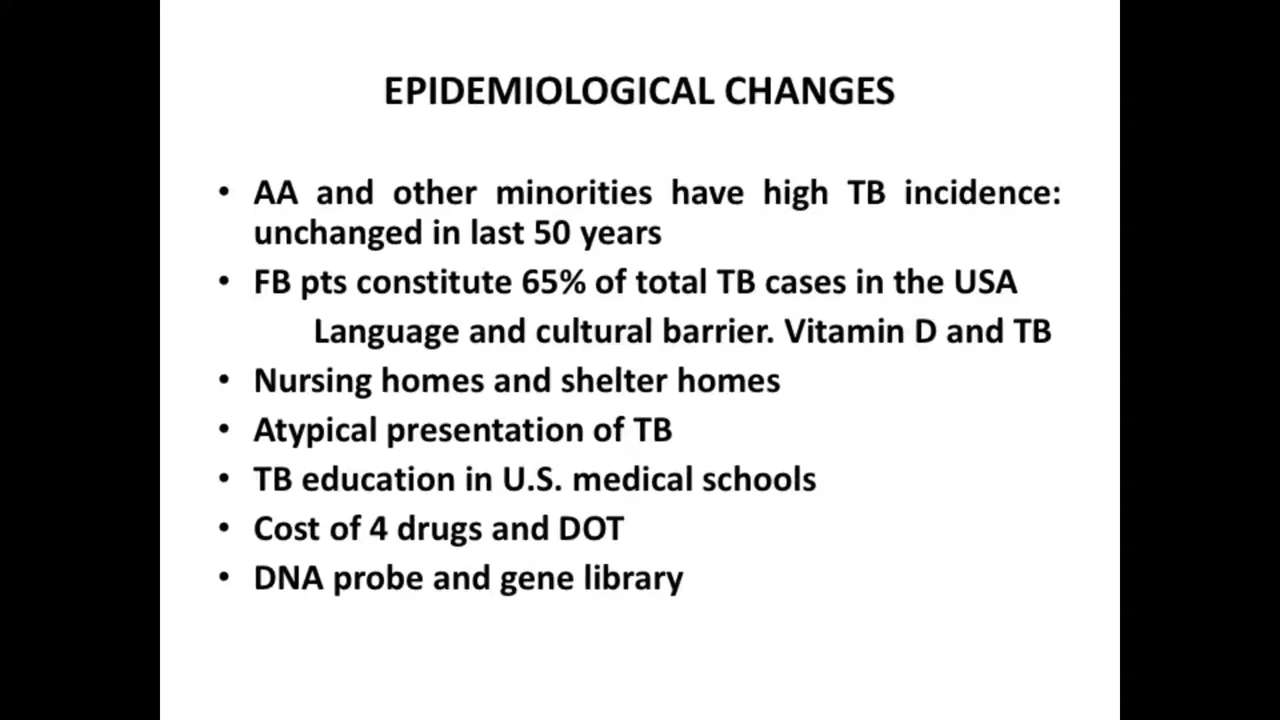 EPIDEMIOLOGICAL CHANGES
• AA and other minorities have high TB incidence:
unchanged in last 50 years
• FB pts constitute 65% of total TB cases in the USA
Language and cultural barrier. Vitamin D and TB
• Nursing homes and shelter homes
• Atypical presentation of TB
• TB education in U.S. medical schools
• Cost of 4 drugs and DOT
• DNA probe and gene library